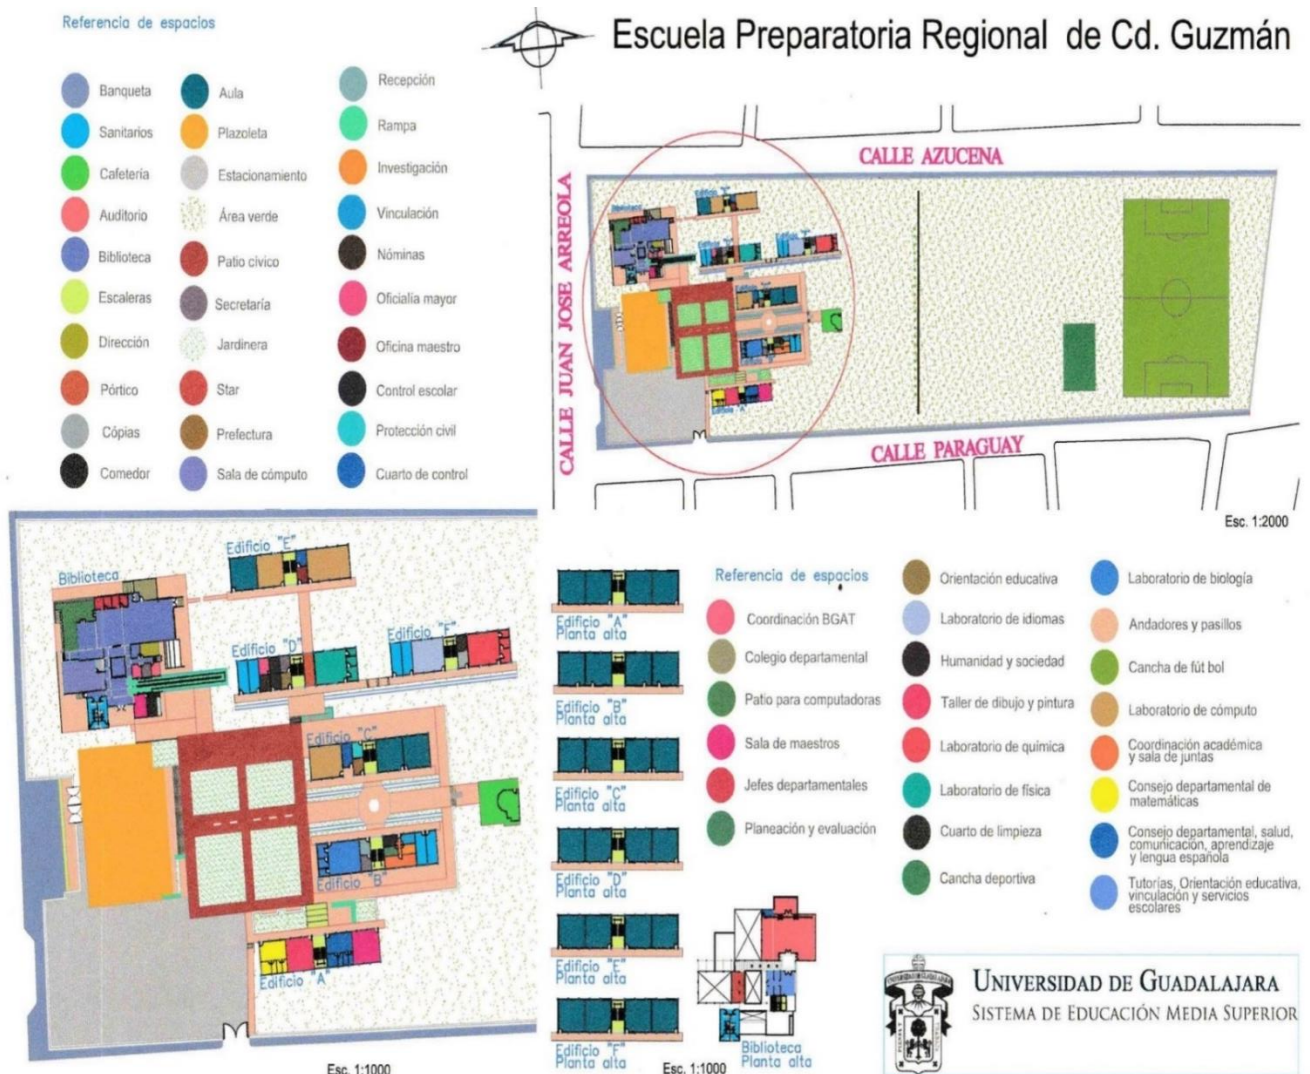 Referencia de espacios
Escuela Preparatoria Regional de Cd. Guzmán
Banqueta
Sanitarios
Cafetería
Auditorio
Biblioteca
Escaleras
Dirección
Pórtico
Cópias
Comedor
Aula
Plazoleta
Estacionamiento
Área verde
Patio cívico
Secretaría
Jardinera
Star
Prefectura
Sala de cómputo
Recepción
Rampa
Investigación
Vinculación
Nóminas
Oficialía mayor
Oficina maestro
Control escolar
Protección civil
Cuarto de control
CALLE AZUCENA
CALLE JUAN JOSE ARREOLA
CALLE PARAGUAY
Biblioteca
Edificio "A"
Esc. 1:2000
Edificio "E"
Biblioteca
Edificio "D"
Edificio "F"
Edificio "C"
Edificio "B"
Edificio "A"
Esc. 1:1000
Edificio "A"
Planta alta
Edificio "B"
Planta alta
Edificio "C"
Planta alta
Edificio "D"
Planta alta
Edificio "E"
Planta alta
Edificio "F"
Planta alta
Esc. 1:1000
Biblioteca
Planta alta
Referencia de espacios
Coordinación BGAT
Colegio departamental
Patio para computadoras
Sala de maestros
Jefes departamentales
Planeación y evaluación
Orientación educativa
Laboratorio de idiomas
Humanidad y sociedad
Taller de dibujo y pintura
Laboratorio de química
Laboratorio de física
Cuarto de limpieza
Cancha deportiva
Laboratorio de biología
Andadores y pasillos
Cancha de fút bol
Laboratorio de cómputo
Coordinación académica
y sala de juntas
Consejo departamental de
matemáticas
Consejo departamental, salud,
comunicación, aprendizaje
y lengua española
Tutorías, Orientación educativa,
vinculación y servicios
escolares
UNIVERSIDAD DE GUADALAJARA
SISTEMA DE EDUCACIÓN MEDIA SUPERIOR